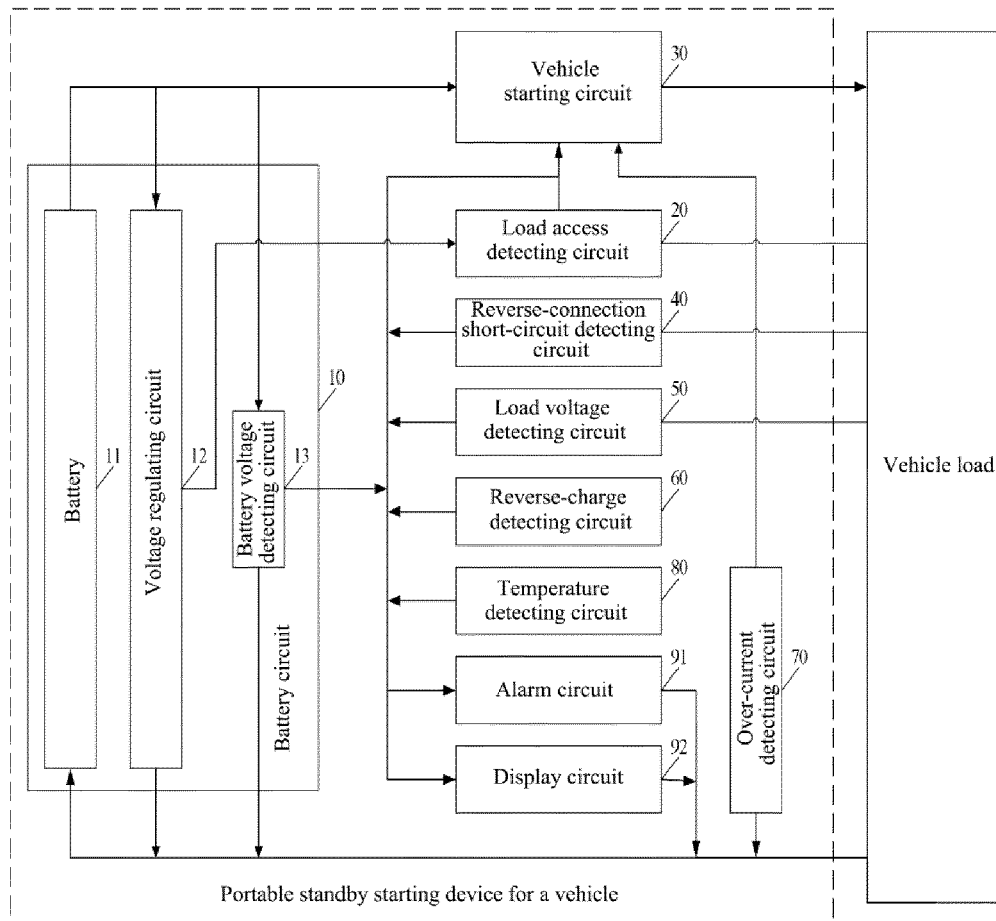 Vehicle
starting circuit
30
Load access
detecting circuit
20
Reverse-connection
short-circuit detecting
circuit
40
Load voltage
detecting circuit
50
Reverse-charge
detecting circuit
60
Temperature
detecting circuit
80
Alarm circuit
91
Display circuit
92
Battery
11
Voltage regulating circuit
12
Battery voltage
detecting circuit
13
10
Battery circuit
Over-current
detecting circuit
70
Vehicle load
Portable standby starting device for a vehicle